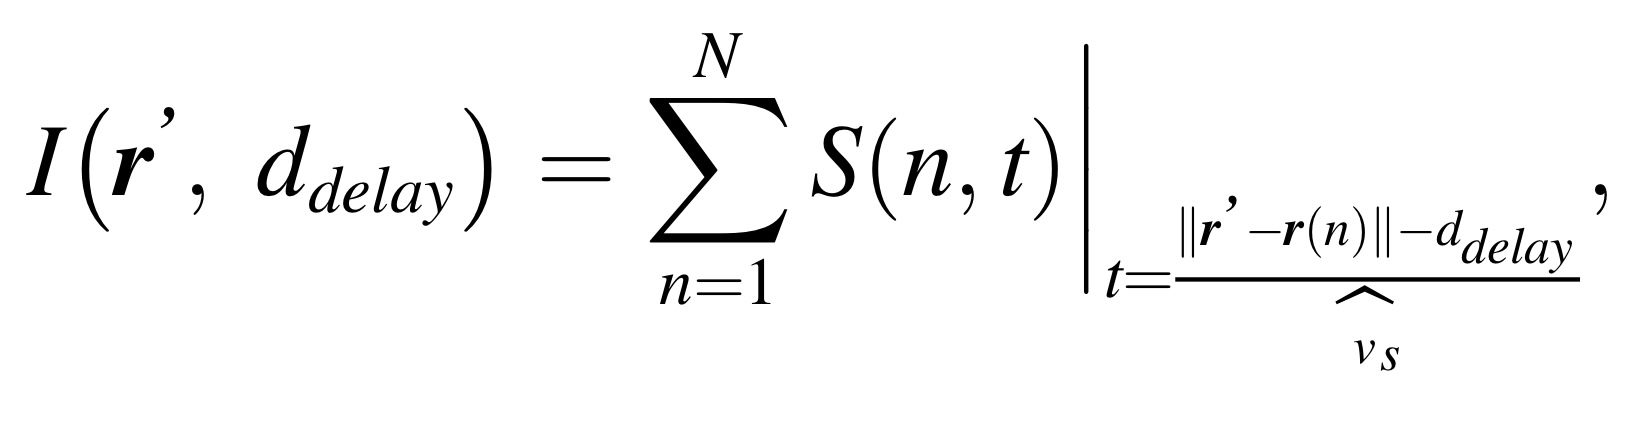 I(r’, d_{delay}) = \sum_{n=1}^{N} S(n, t) \Big|_{t=\frac{\|r’-r(n)\|-d_{delay}}{\widehat{v_s}}},